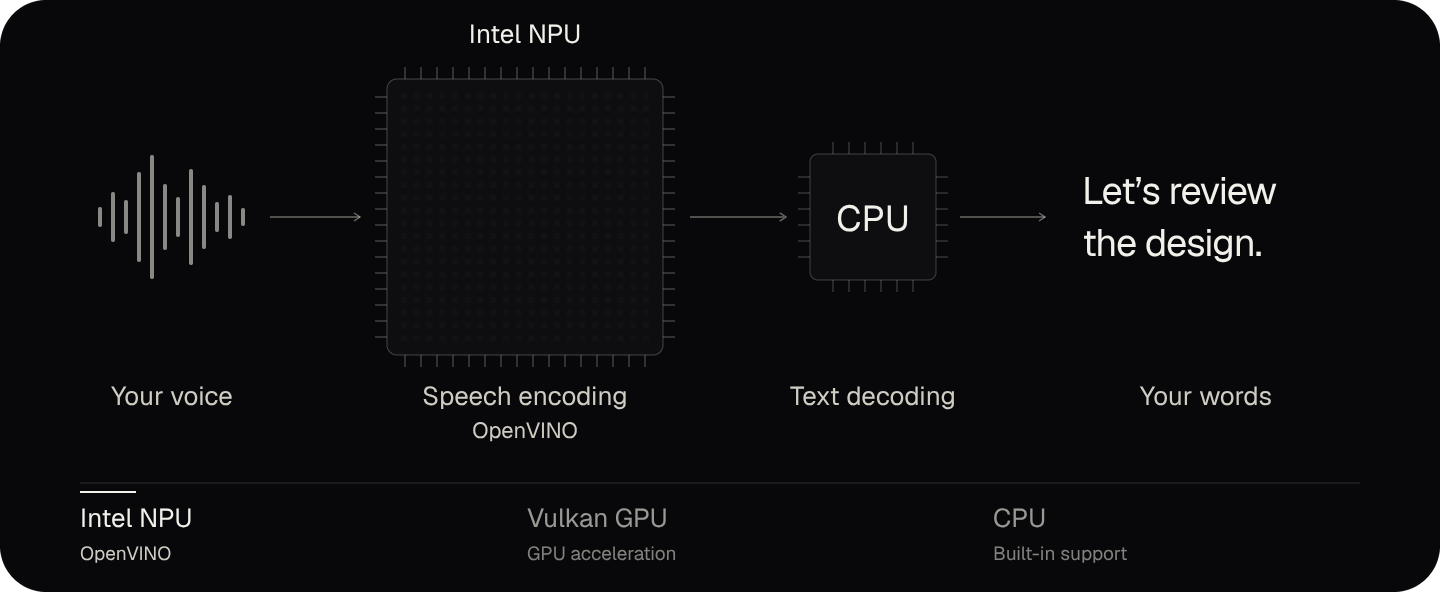 Intel NPU
CPU
Let’s review
the design.
Your voice
Speech encoding
OpenVINO
Text decoding
Your words
Intel NPU
OpenVINO
Vulkan GPU
GPU acceleration
CPU
Built-in support